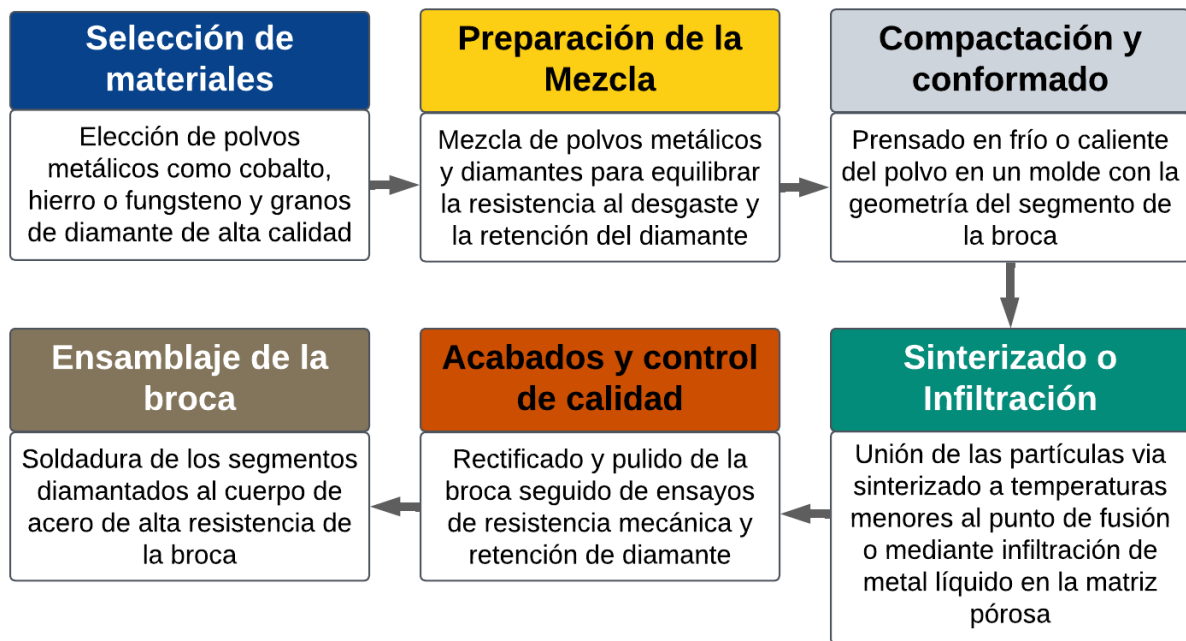 Selección de
materiales
Elección de polvos
metálicos como cobalto,
hierro o fungsteno y granos
de diamante de alta calidad
Preparación de la
Mezcla
Mezcla de polvos metálicos
y diamantes para equilibrar
la resistencia al desgaste y
la retención del diamante
Compactación y
conformado
Prensado en frío o caliente
del polvo en un molde con la
geometría del segmento de
la broca
Sinterizado o
Infiltración
Unión de las partículas via
sinterizado a temperaturas
menores al punto de fusión
o mediante infiltración de
metal líquido en la matriz
pórosa
Acabados y control
de calidad
Rectificado y pulido de la
broca seguido de ensayos
de resistencia mecánica y
retención de diamante
Ensamblaje de la
broca
Soldadura de los segmentos
diamantados al cuerpo de
acero de alta resistencia de
la broca